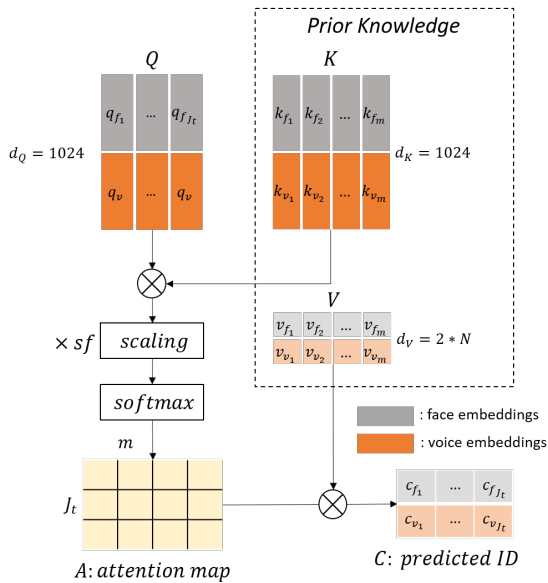 Prior Knowledge
Q
K
q_{f_1} ... q_{f_{J_t}}
k_{f_1} k_{f_2} ... k_{f_m}
d_Q = 1024
d_K = 1024
q_v ... q_v
k_{v_1} k_{v_2} ... k_{v_m}
V
v_{f_1} v_{f_2} ... v_{f_m}
v_{v_1} v_{v_2} ... v_{v_m}
d_V = 2 * N
× sf
scaling
softmax
: face embeddings
: voice embeddings
m
J_t
c_{f_1} ... c_{f_{J_t}}
c_{v_1} ... c_{v_{J_t}}
A: attention map
C: predicted ID